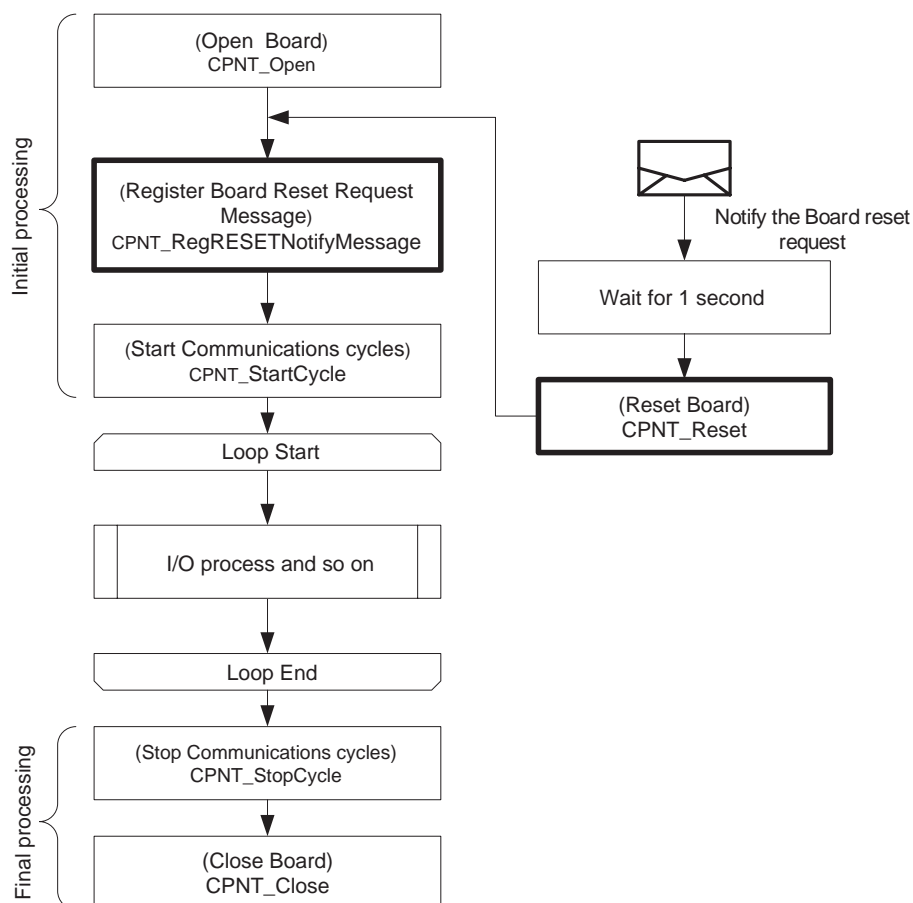 (Open Board)
CPNT_Open
Initial processing
(Register Board Reset Request
Message)
CPNT_RegRESETNotifyMessage
(Start Communications cycles)
CPNT_StartCycle
Loop Start
I/O process and so on
Loop End
Final processing
(Stop Communications cycles)
CPNT_StopCycle
(Close Board)
CPNT_Close
Notify the Board reset
request
Wait for 1 second
(Reset Board)
CPNT_Reset